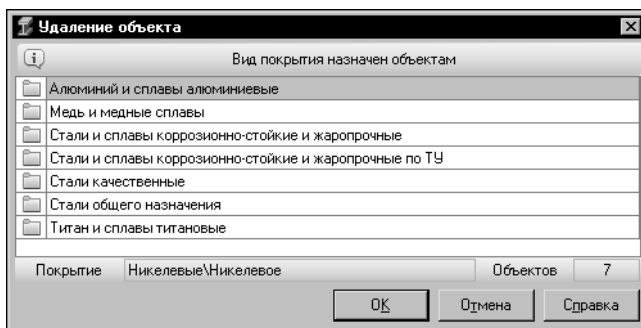 Удаление объекта
Вид покрытия назначен объектам
Алюминий и сплавы алюминиевые
Медь и медные сплавы
Стали и сплавы коррозионно-стойкие и жаропрочные
Стали и сплавы коррозионно-стойкие и жаропрочные по ТУ
Стали качественные
Стали общего назначения
Титан и сплавы титановые
Покрытие Никелевые\Никелевое Объектов 7
OK Отмена Справка